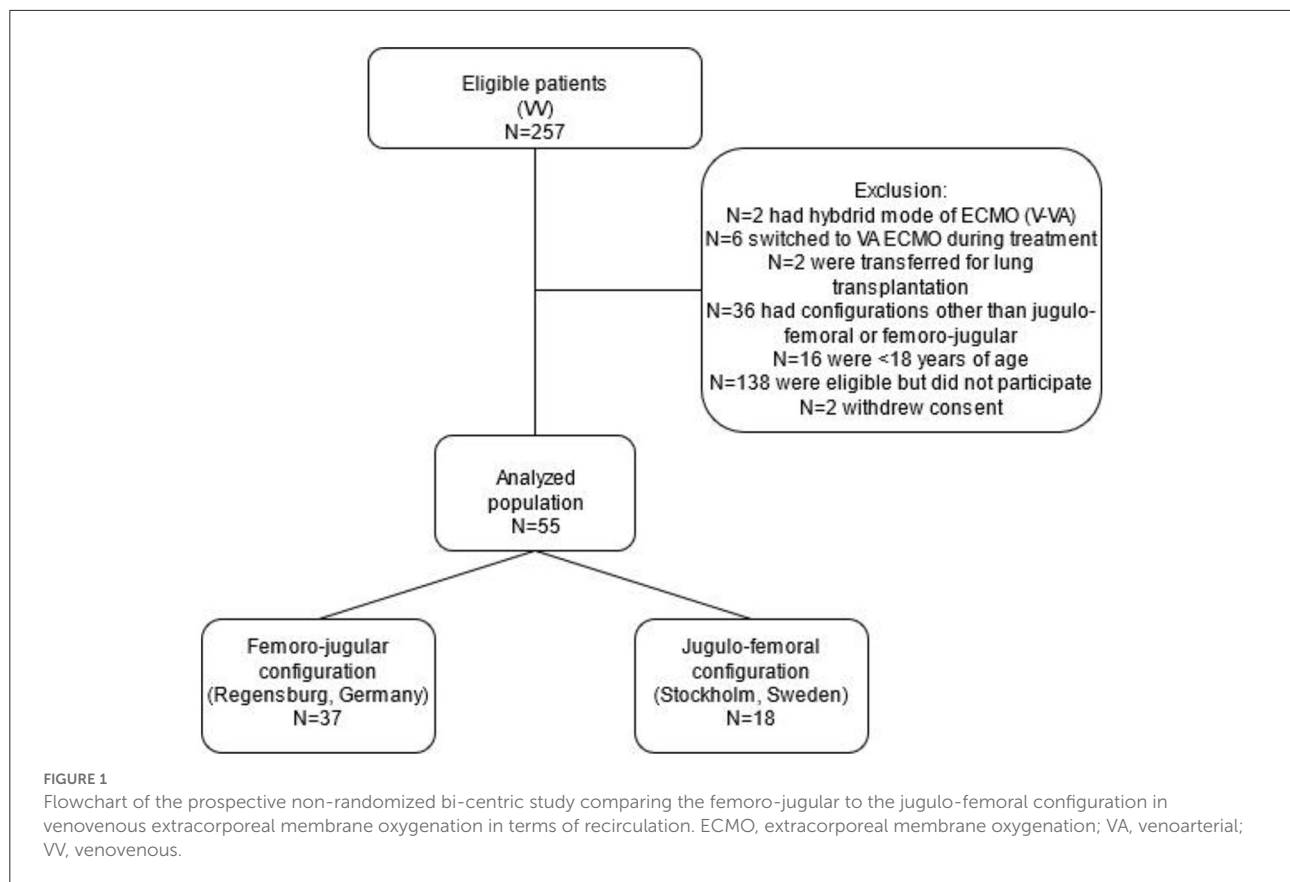 Eligible patients
(VV)
N=257
Exclusion:
N=2 had hybdrid mode of ECMO (V-VA)
N=6 switched to VA ECMO during treatment
N=2 were transferred for lung
transplantation
N=36 had configurations other than jugulo-
femoral or femoro-jugular
N=16 were <18 years of age
N=138 were eligible but did not participate
N=2 withdrew consent
Analyzed
population
N=55
Femoro-jugular
configuration
(Regensburg, Germany)
N=37
Jugulo-femoral
configuration
(Stockholm, Sweden)
N=18
FIGURE 1
Flowchart of the prospective non-randomized bi-centric study comparing the femoro-jugular to the jugulo-femoral configuration in
venovenous extracorporeal membrane oxygenation in terms of recirculation. ECMO, extracorporeal membrane oxygenation; VA, venoarterial;
VV, venovenous.